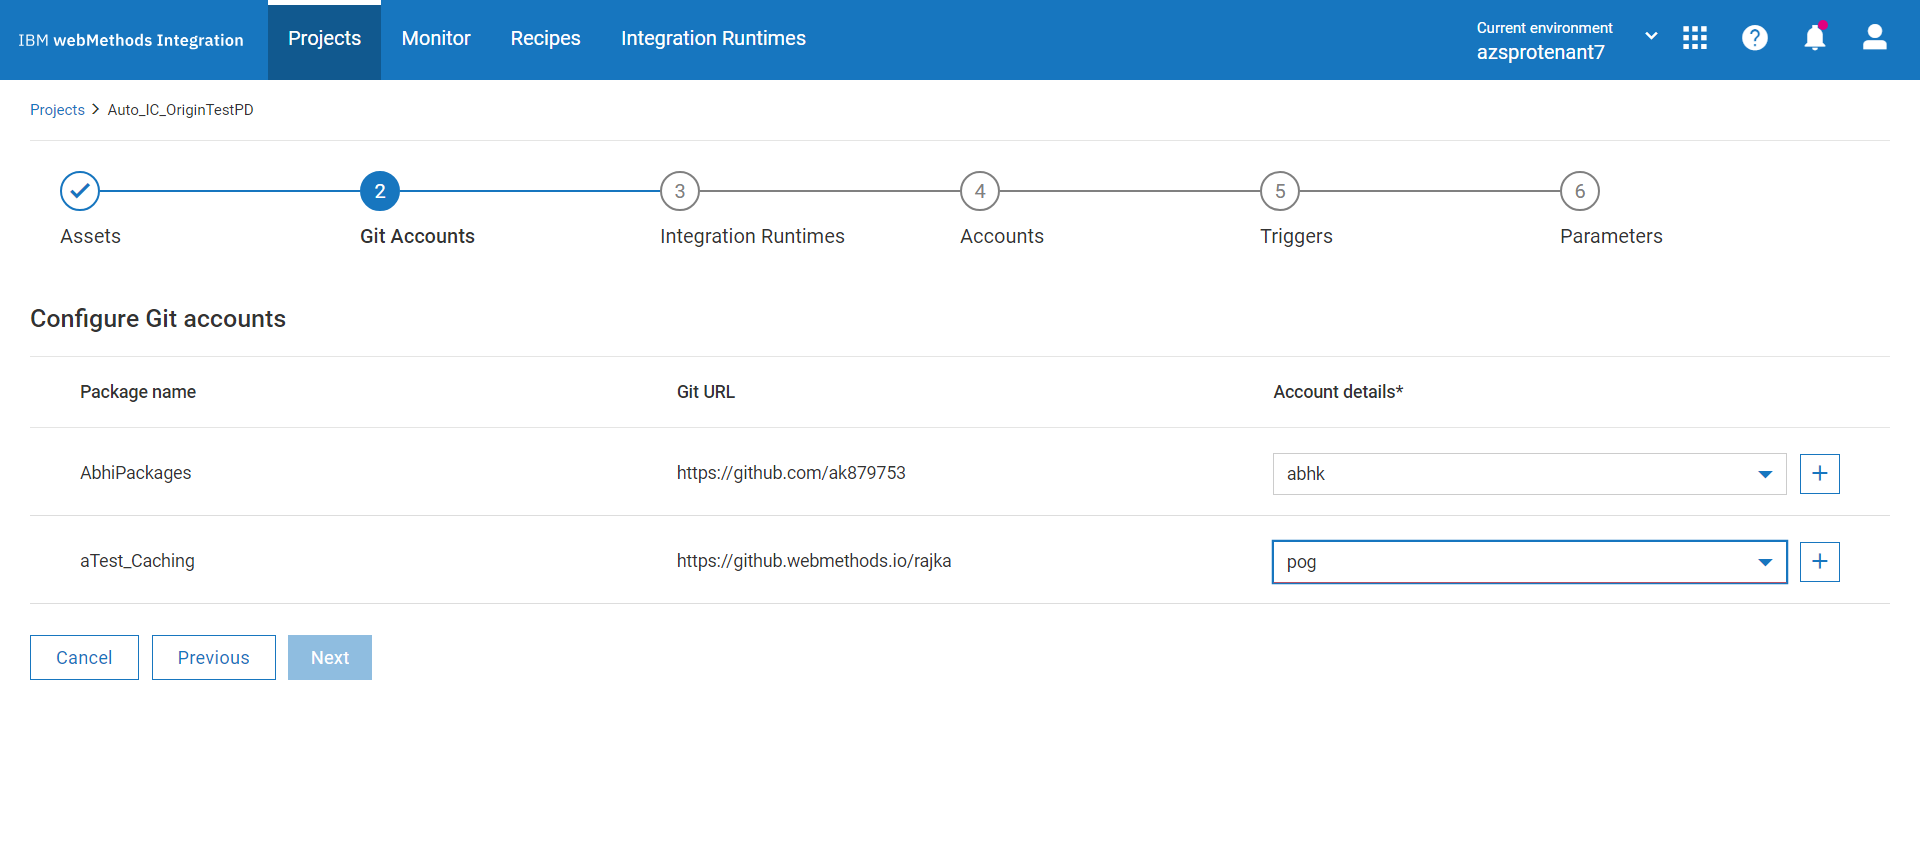 IBM webMethods Integration
Projects
Monitor
Recipes
Integration Runtimes
Current environment
azsprotenant7
?
Projects > Auto_IC_OriginTestPD
2
3
4
5
6
Assets
Git Accounts
Integration Runtimes
Accounts
Triggers
Parameters
Configure Git accounts
Package name
Git URL
Account details*
AbhiPackages
https://github.com/ak879753
abhk
+
aTest_Caching
https://github.webmethods.io/rajka
pog
+
Cancel
Previous
Next